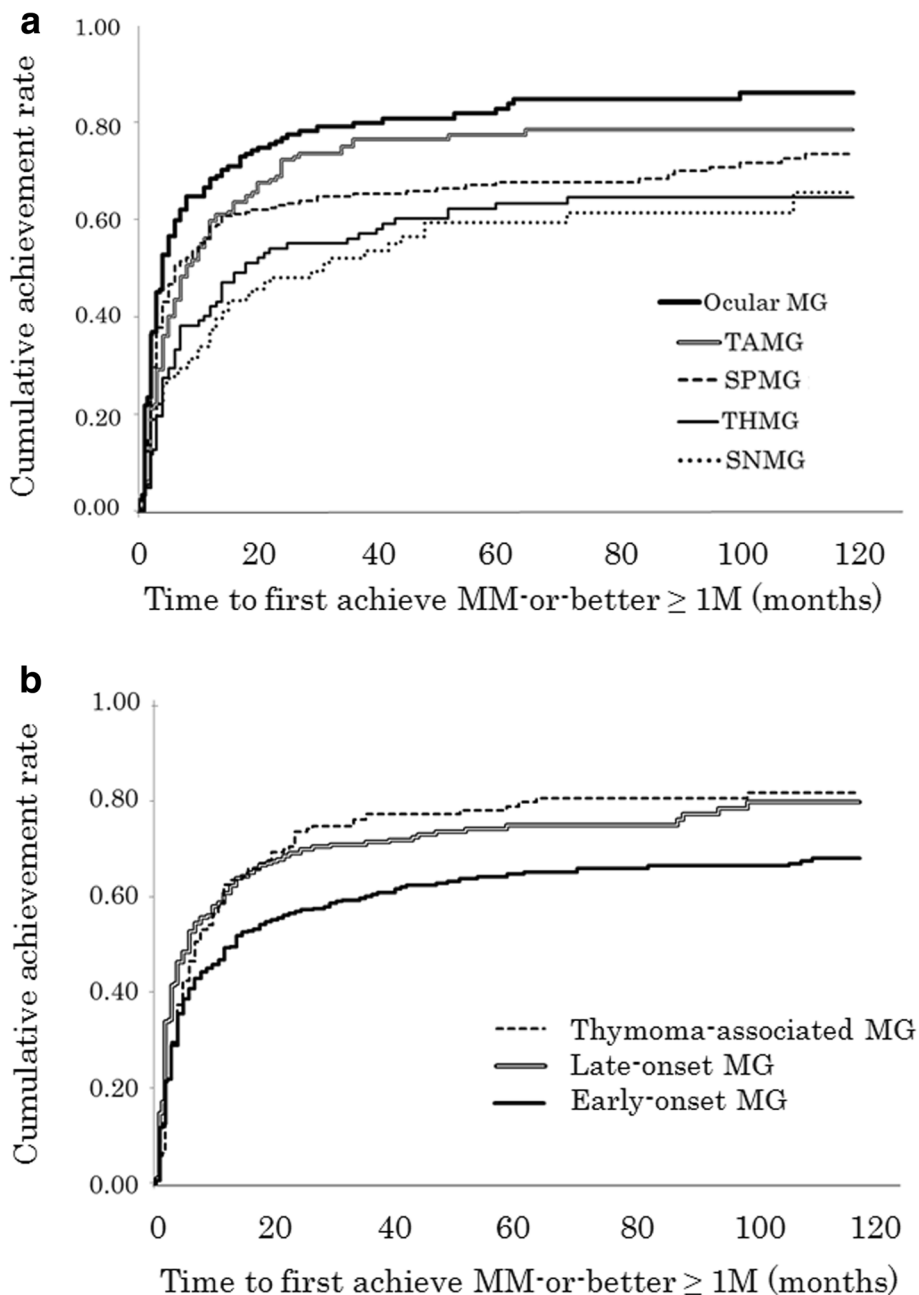 a
Cumulative achievement rate
1.00
0.80
0.60
0.40
0.20
0.00
Ocular MG
TAMG
SPMG
THMG
SNMG
0 20 40 60 80 100 120
Time to first achieve MM-or-better ≥ 1M (months)
b
Cumulative achievement rate
1.00
0.80
0.60
0.40
0.20
0.00
Thymoma-associated MG
Late-onset MG
Early-onset MG
0 20 40 60 80 100 120
Time to first achieve MM-or-better ≥ 1M (months)